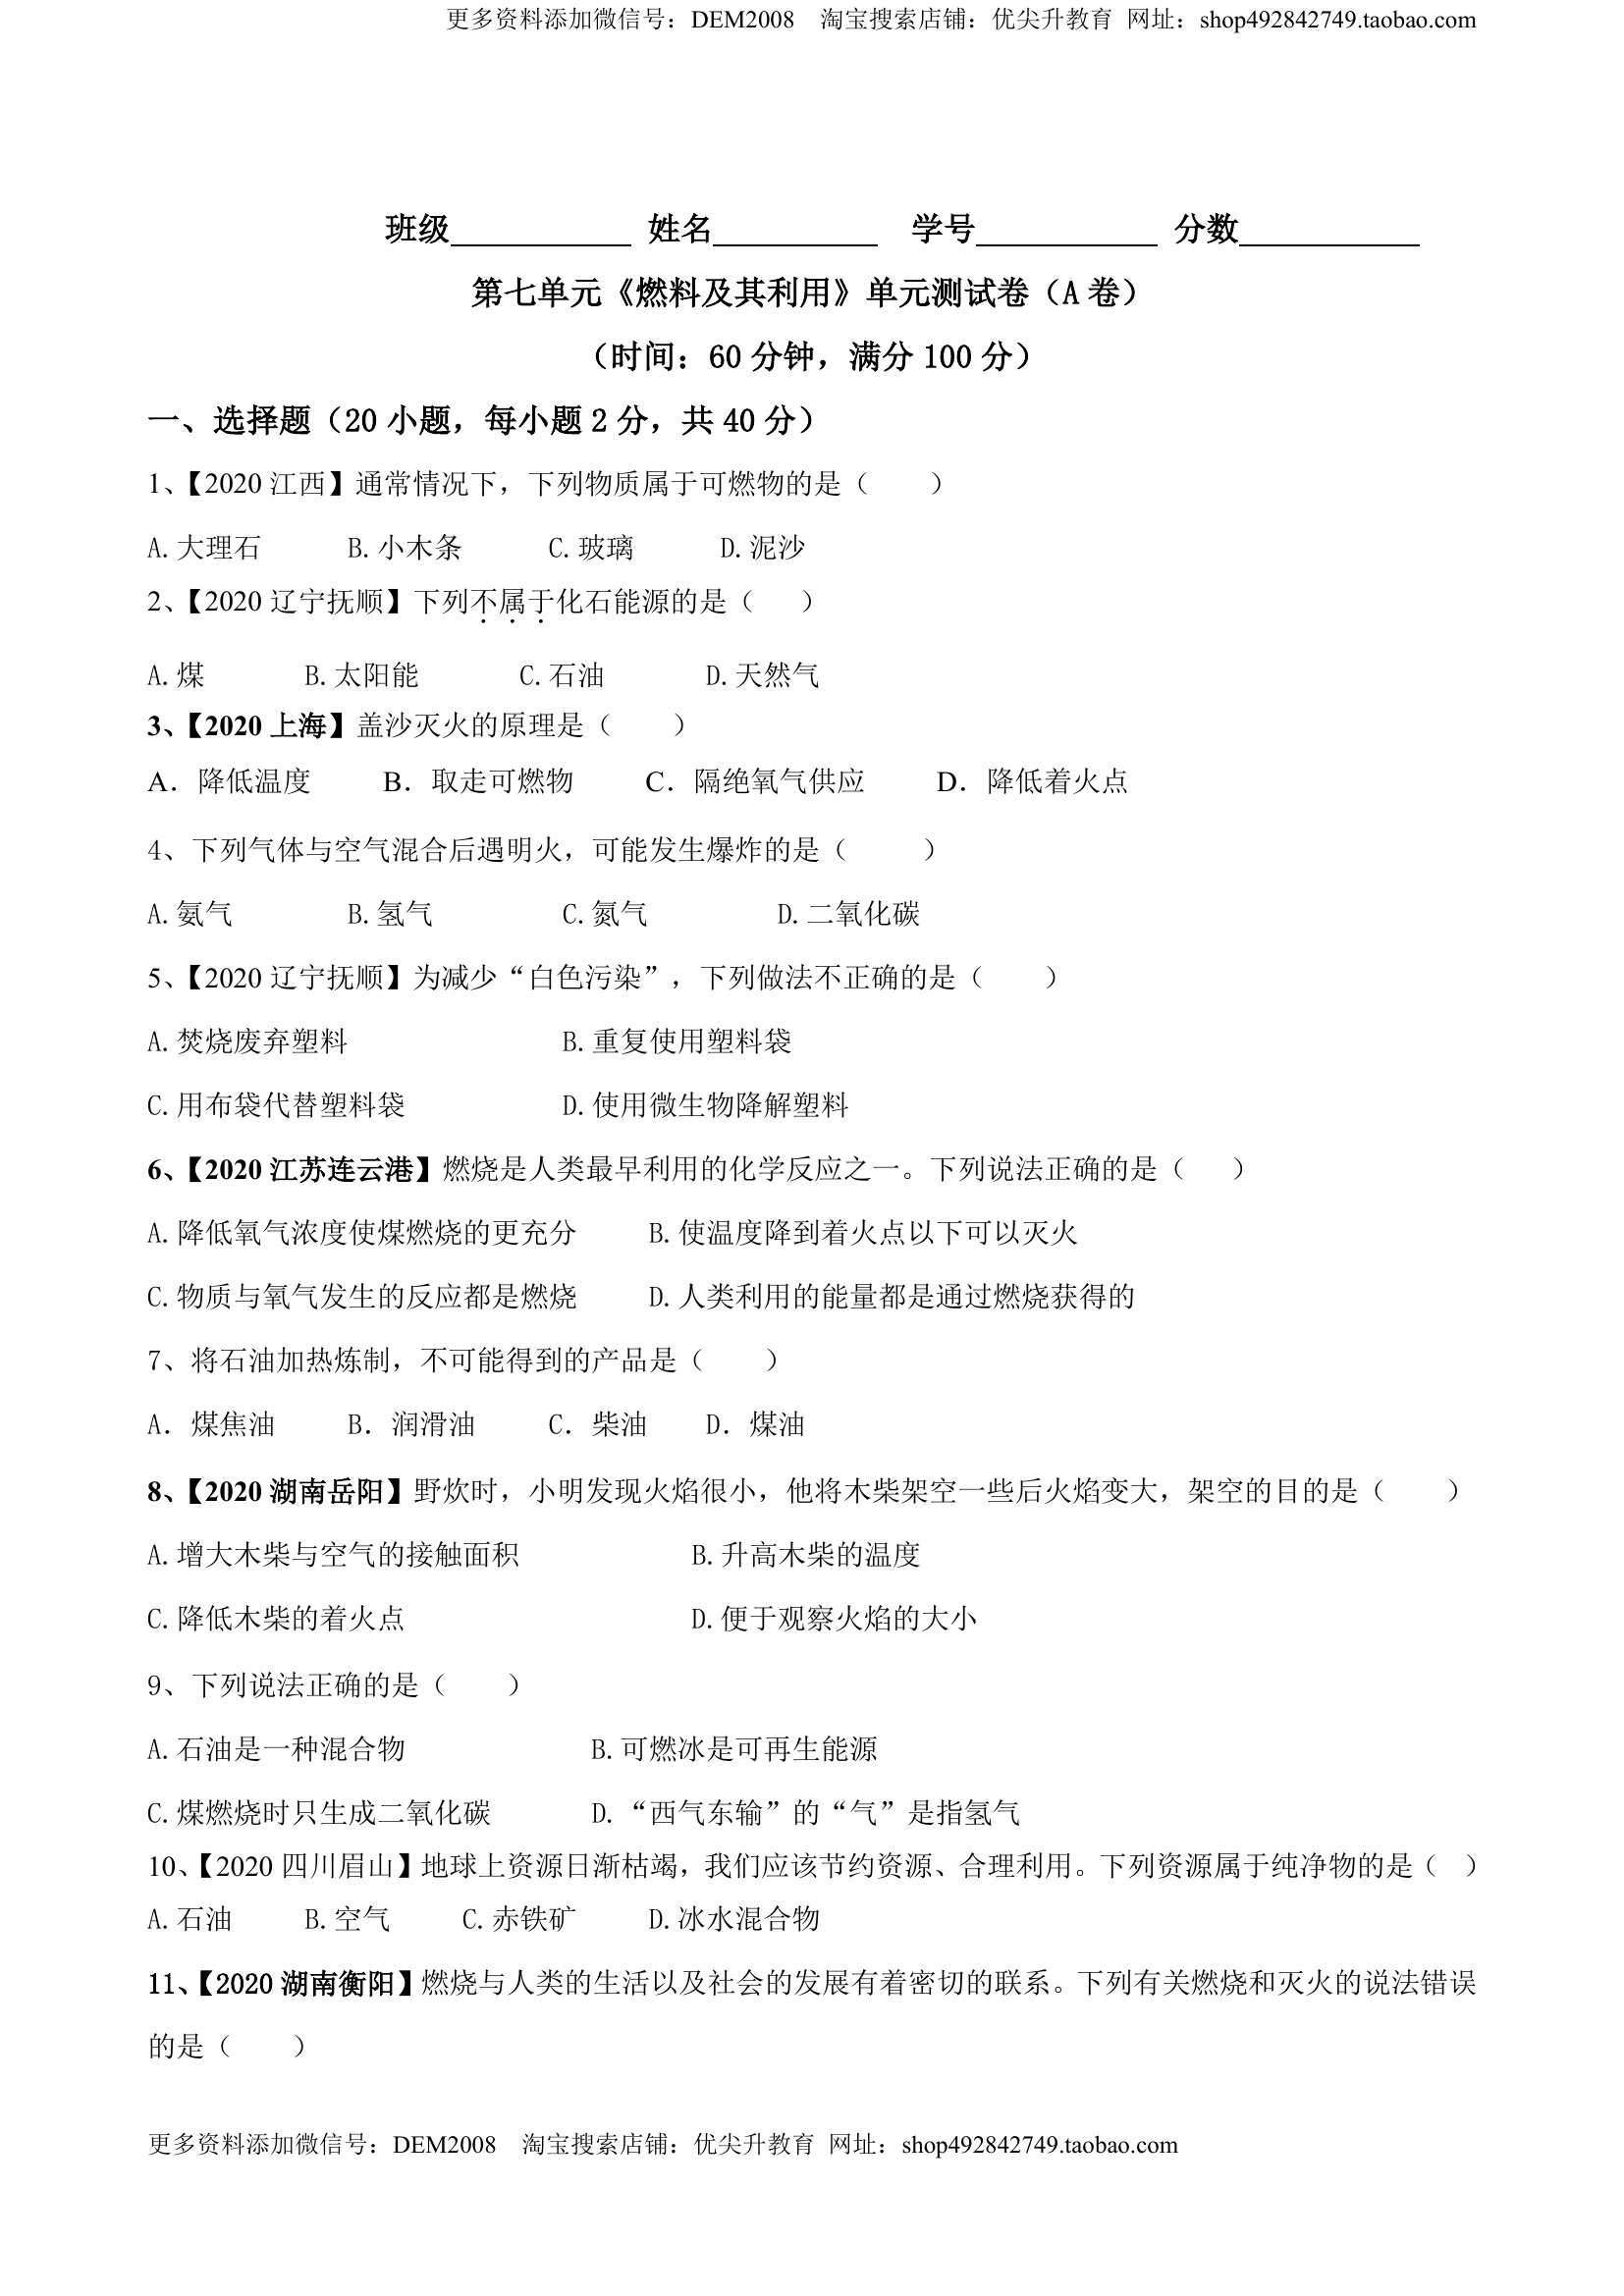 更多资料添加微信号：DEM2008 淘宝搜索店铺：优尖升教育 网址：shop492842749.taobao.com
班级 姓名 学号 分数
第七单元《燃料及其利用》单元测试卷（A 卷）
（时间：60 分钟，满分 100 分）
一、选择题（20 小题，每小题 2 分，共 40 分）
1、【2020 江西】通常情况下，下列物质属于可燃物的是（ ）
A.大理石 B.小木条 C.玻璃 D.泥沙
2、【2020 辽宁抚顺】下列不属于化石能源的是（ ）
A.煤 B.太阳能 C.石油 D.天然气
3、【2020 上海】盖沙灭火的原理是（ ）
A．降低温度 B．取走可燃物 C．隔绝氧气供应 D．降低着火点
4、下列气体与空气混合后遇明火，可能发生爆炸的是（ ）
A.氨气 B.氢气 C.氮气 D.二氧化碳
5、【2020 辽宁抚顺】为减少“白色污染”，下列做法不正确的是（ ）
A.焚烧废弃塑料 B.重复使用塑料袋
C.用布袋代替塑料袋 D.使用微生物降解塑料
6、【2020 江苏连云港】燃烧是人类最早利用的化学反应之一。下列说法正确的是（ ）
A.降低氧气浓度使煤燃烧的更充分 B.使温度降到着火点以下可以灭火
C.物质与氧气发生的反应都是燃烧 D.人类利用的能量都是通过燃烧获得的
7、将石油加热炼制，不可能得到的产品是（ ）
A．煤焦油 B．润滑油 C．柴油 D．煤油
8、【2020 湖南岳阳】野炊时，小明发现火焰很小，他将木柴架空一些后火焰变大，架空的目的是（ ）
A.增大木柴与空气的接触面积 B.升高木柴的温度
C.降低木柴的着火点 D.便于观察火焰的大小
9、下列说法正确的是（ ）
A.石油是一种混合物 B.可燃冰是可再生能源
C.煤燃烧时只生成二氧化碳 D.“西气东输”的“气”是指氢气
10、【2020 四川眉山】地球上资源日渐枯竭，我们应该节约资源、合理利用。下列资源属于纯净物的是（ ）
A.石油 B.空气 C.赤铁矿 D.冰水混合物
11、【2020 湖南衡阳】燃烧与人类的生活以及社会的发展有着密切的联系。下列有关燃烧和灭火的说法错误
的是（ ）
更多资料添加微信号：DEM2008 淘宝搜索店铺：优尖升教育 网址：shop492842749.taobao.com